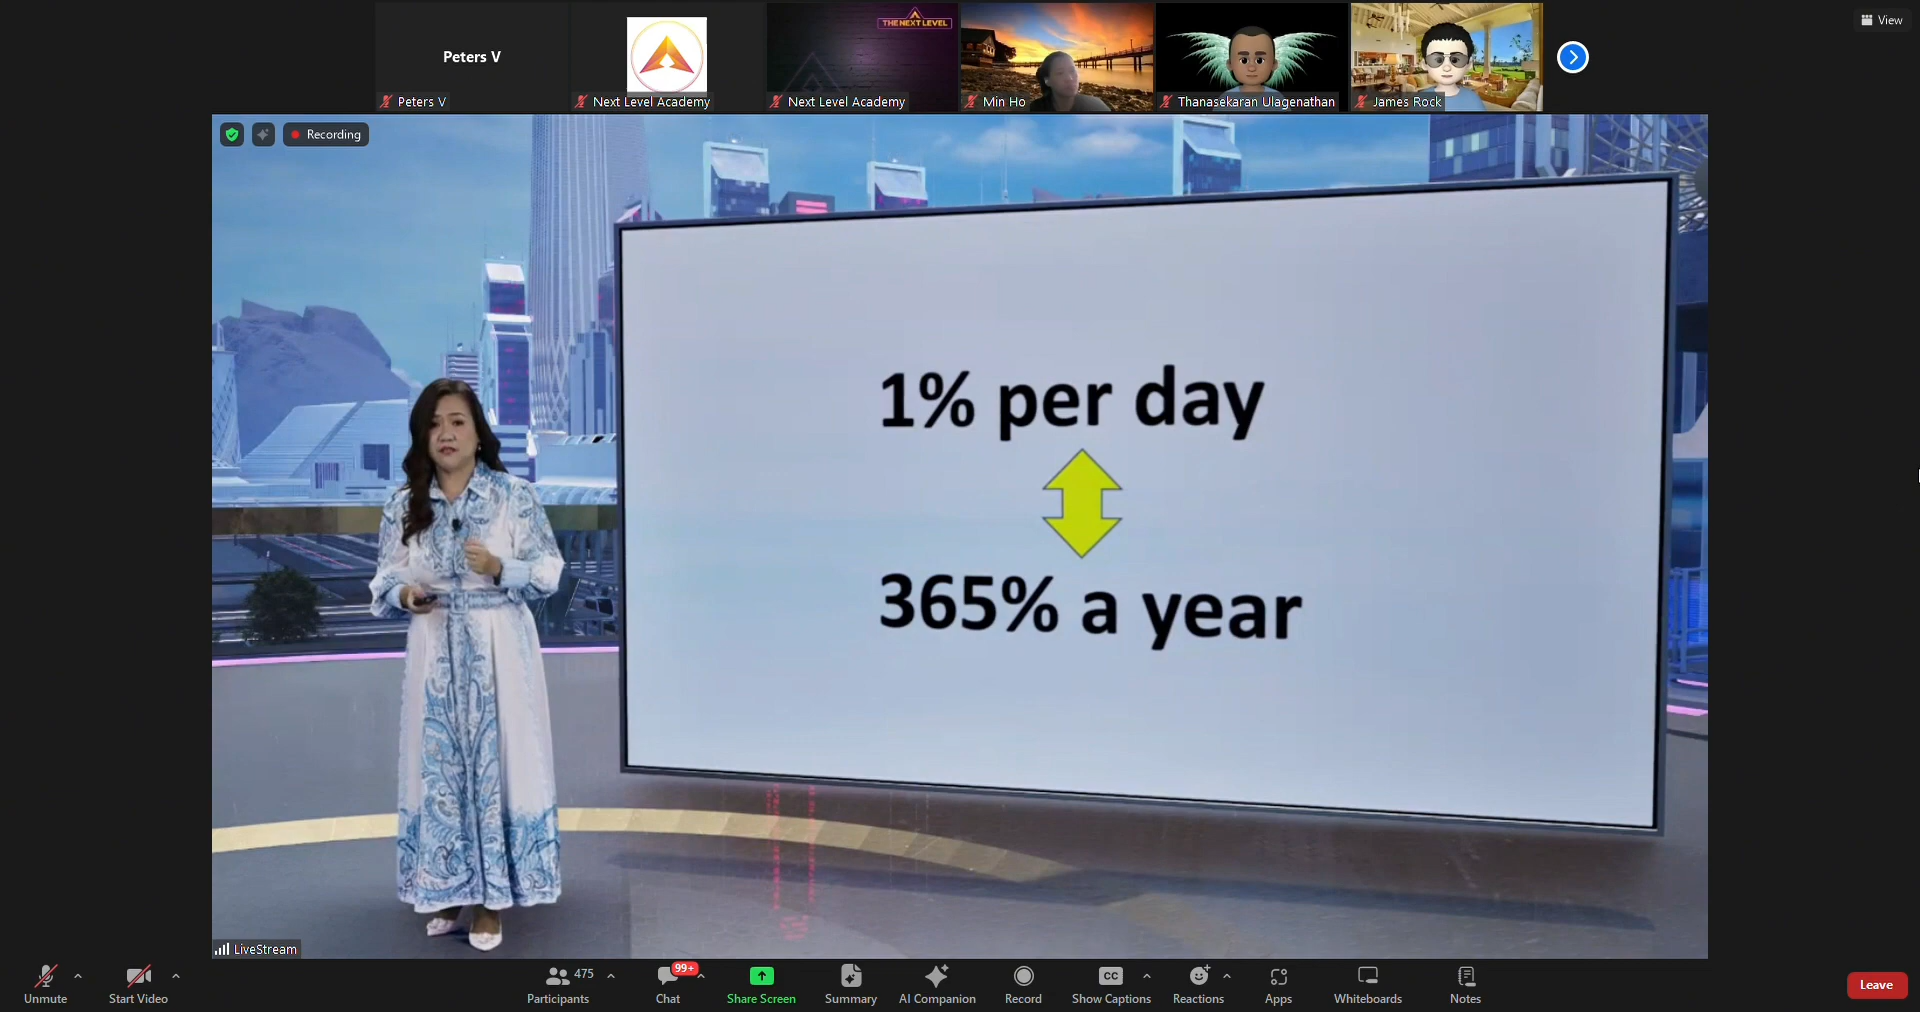 View
Peters V
THE NEXT LEVEL
Peters V
Next Level Academy
Next Level Academy
Min Ho
Thanasekaran Ulagenathan
James Rock
Recording
1% per day
365% a year
LiveStream
475
99+
CC
Unmute
Start Video
Participants
Chat
Share Screen
Summary
AI Companion
Record
Show Captions
Reactions
Apps
Whiteboards
Notes
Leave